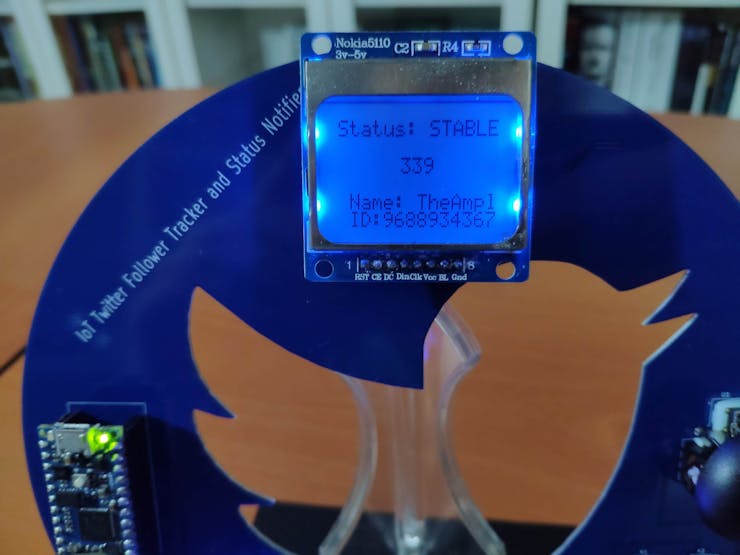 Nokia5110
3v-5v
C2
R4
IoT Twitter Follower Tracker and Status Notifier
Status: STABLE
339
Name: TheAmpl
ID:9688934367
1
8
RST CE DC Din Clk Vcc BL Gnd